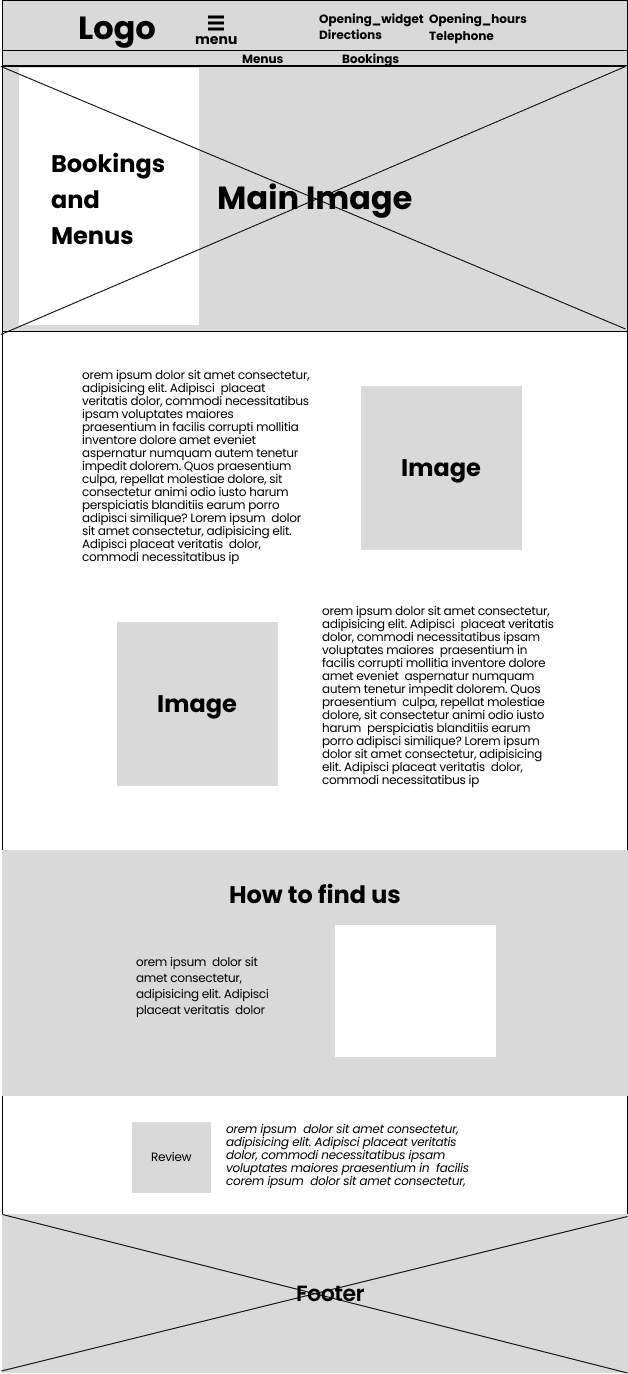 Logo
menu
Opening_widget Opening_hours
Directions Telephone
Menus Bookings
Bookings
and
Menus
Main Image
orem ipsum dolor sit amet consectetur,
adipisicing elit. Adipisci placeat
veritatis dolor, commodi necessitatibus
ipsam voluptates maiores
praesentium in facilis corrupti mollitia
inventore dolore amet eveniet
aspernatur numquam autem tenetur
impedit dolorem. Quos praesentium
culpa, repellat molestiae dolore, sit
consectetur animi odio iusto harum
perspiciatis blanditiis earum porro
adipisci similique? Lorem ipsum dolor
sit amet consectetur, adipisicing elit.
Adipisci placeat veritatis dolor,
commodi necessitatibus ip
Image
Image
orem ipsum dolor sit amet consectetur,
adipisicing elit. Adipisci placeat veritatis
dolor, commodi necessitatibus ipsam
voluptates maiores praesentium in
facilis corrupti mollitia inventore dolore
amet eveniet aspernatur numquam
autem tenetur impedit dolorem. Quos
praesentium culpa, repellat molestiae
dolore, sit consectetur animi odio iusto
harum perspiciatis blanditiis earum
porro adipisci similique? Lorem ipsum
dolor sit amet consectetur, adipisicing
elit. Adipisci placeat veritatis dolor,
commodi necessitatibus ip
How to find us
orem ipsum dolor sit
amet consectetur,
adipisicing elit. Adipisci
placeat veritatis dolor
Review
orem ipsum dolor sit amet consectetur,
adipisicing elit. Adipisci placeat veritatis
dolor, commodi necessitatibus ipsam
voluptates maiores praesentium in facilis
corem ipsum dolor sit amet consectetur,
Footer